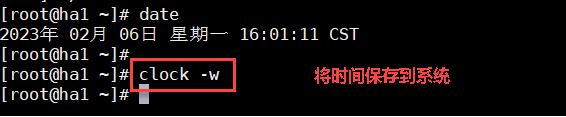 [root@ha1 ~]# date
2023年 02月 06日 星期一 16:01:11 CST
[root@ha1 ~]#
[root@ha1 ~]# clock -w 将时间保存到系统
[root@ha1 ~]#